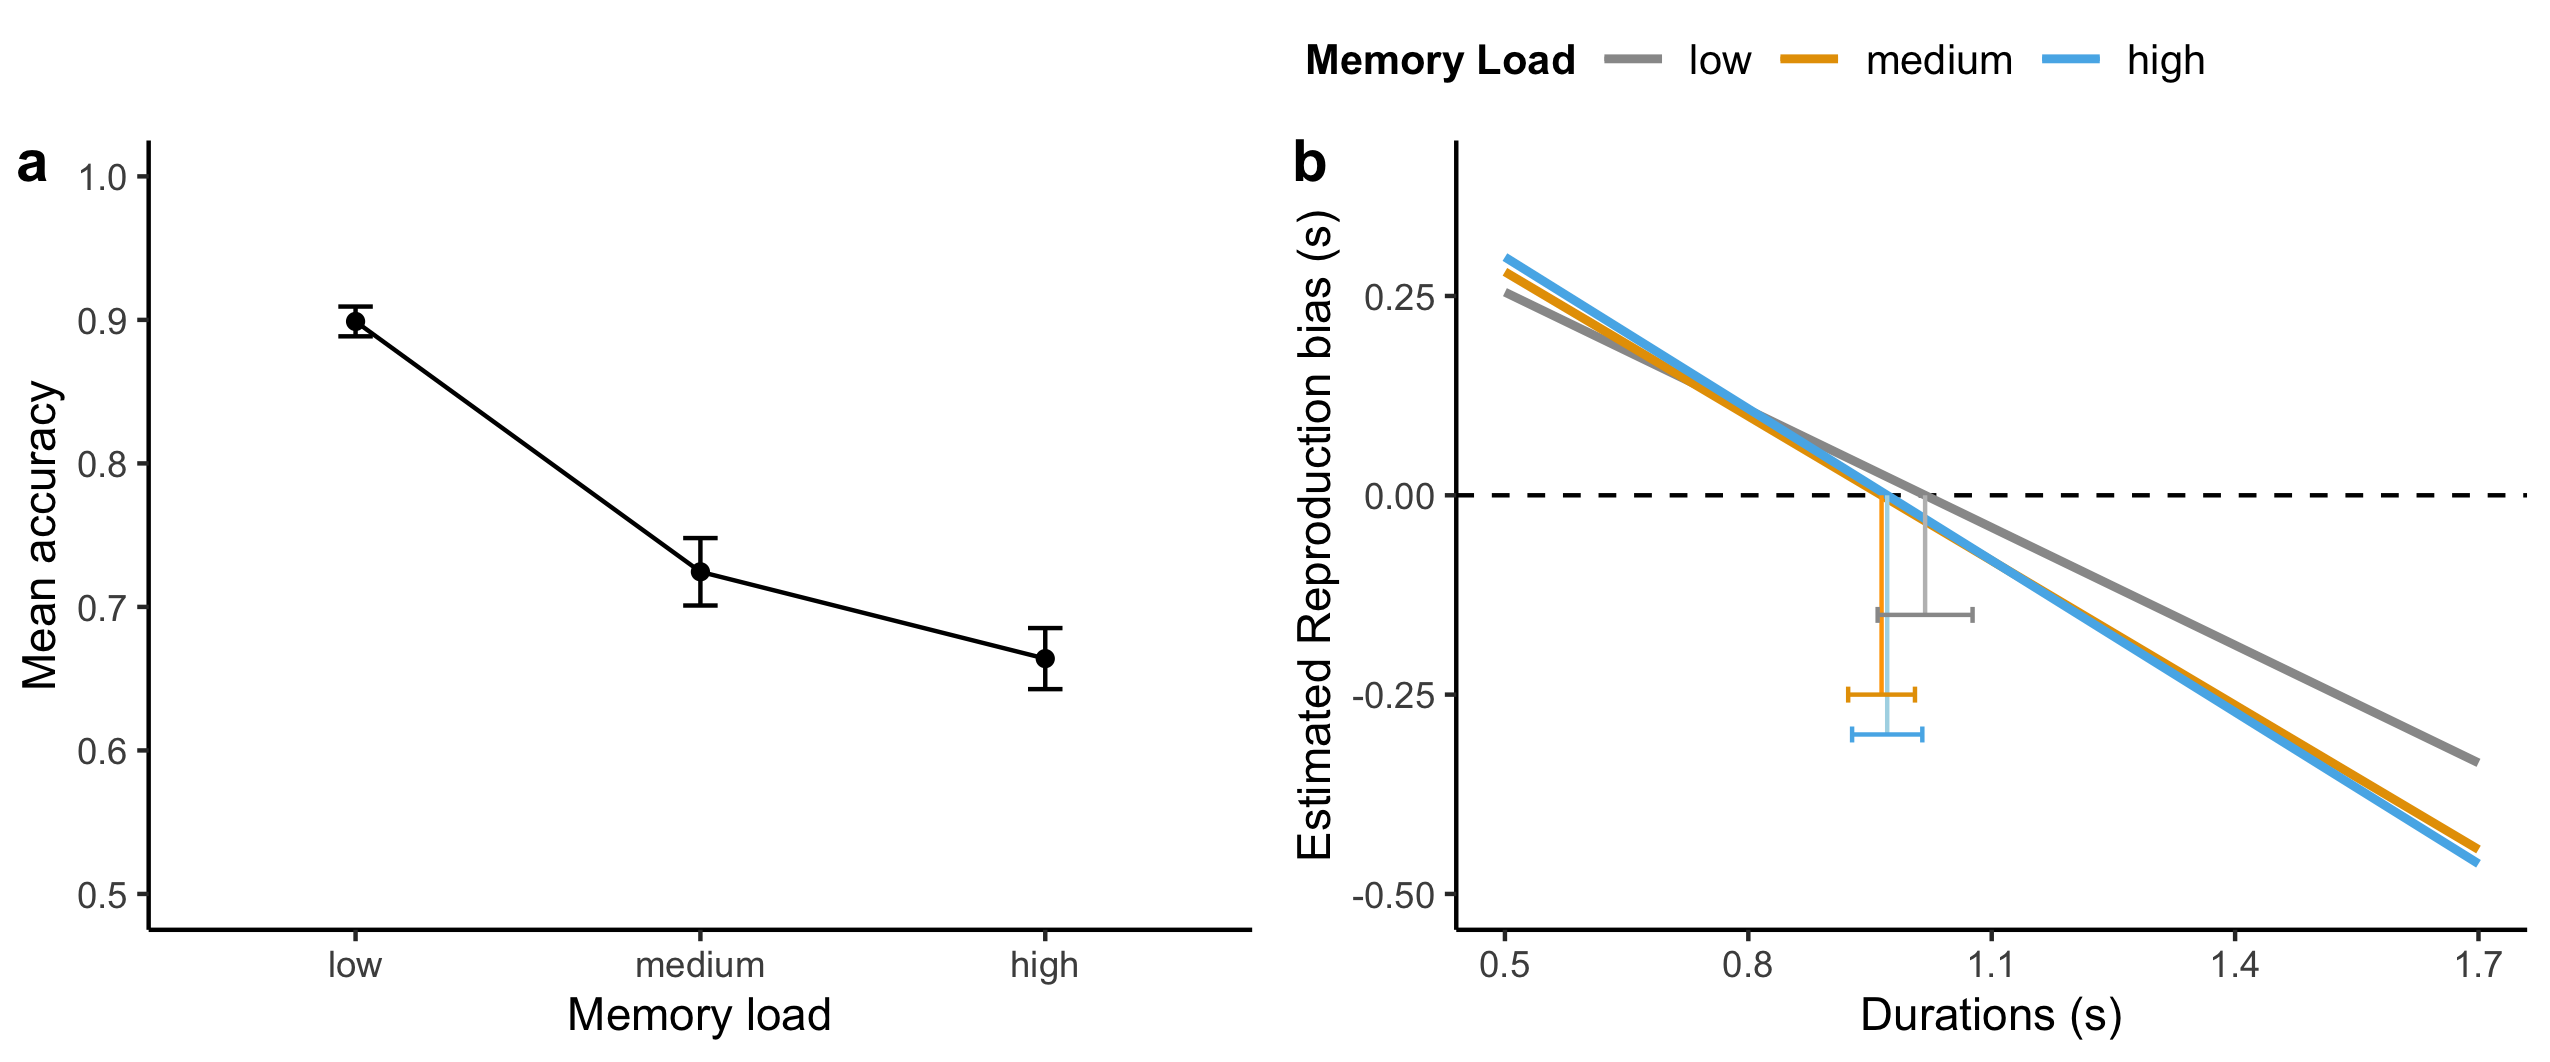 Memory Load low medium high
a
1.0
0.9
0.8
0.7
0.6
0.5
Mean accuracy
low medium high
Memory load
b
0.25
0.00
-0.25
-0.50
Estimated Reproduction bias (s)
0.5 0.8 1.1 1.4 1.7
Durations (s)